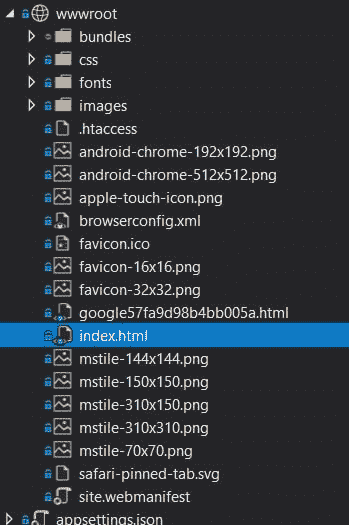 wwwroot
bundles
css
fonts
images
.htaccess
android-chrome-192x192.png
android-chrome-512x512.png
apple-touch-icon.png
browserconfig.xml
favicon.ico
favicon-16x16.png
favicon-32x32.png
google57fa9d98b4bb005a.html
index.html
mstile-144x144.png
mstile-150x150.png
mstile-310x150.png
mstile-310x310.png
mstile-70x70.png
safari-pinned-tab.svg
site.webmanifest
appsettings.json